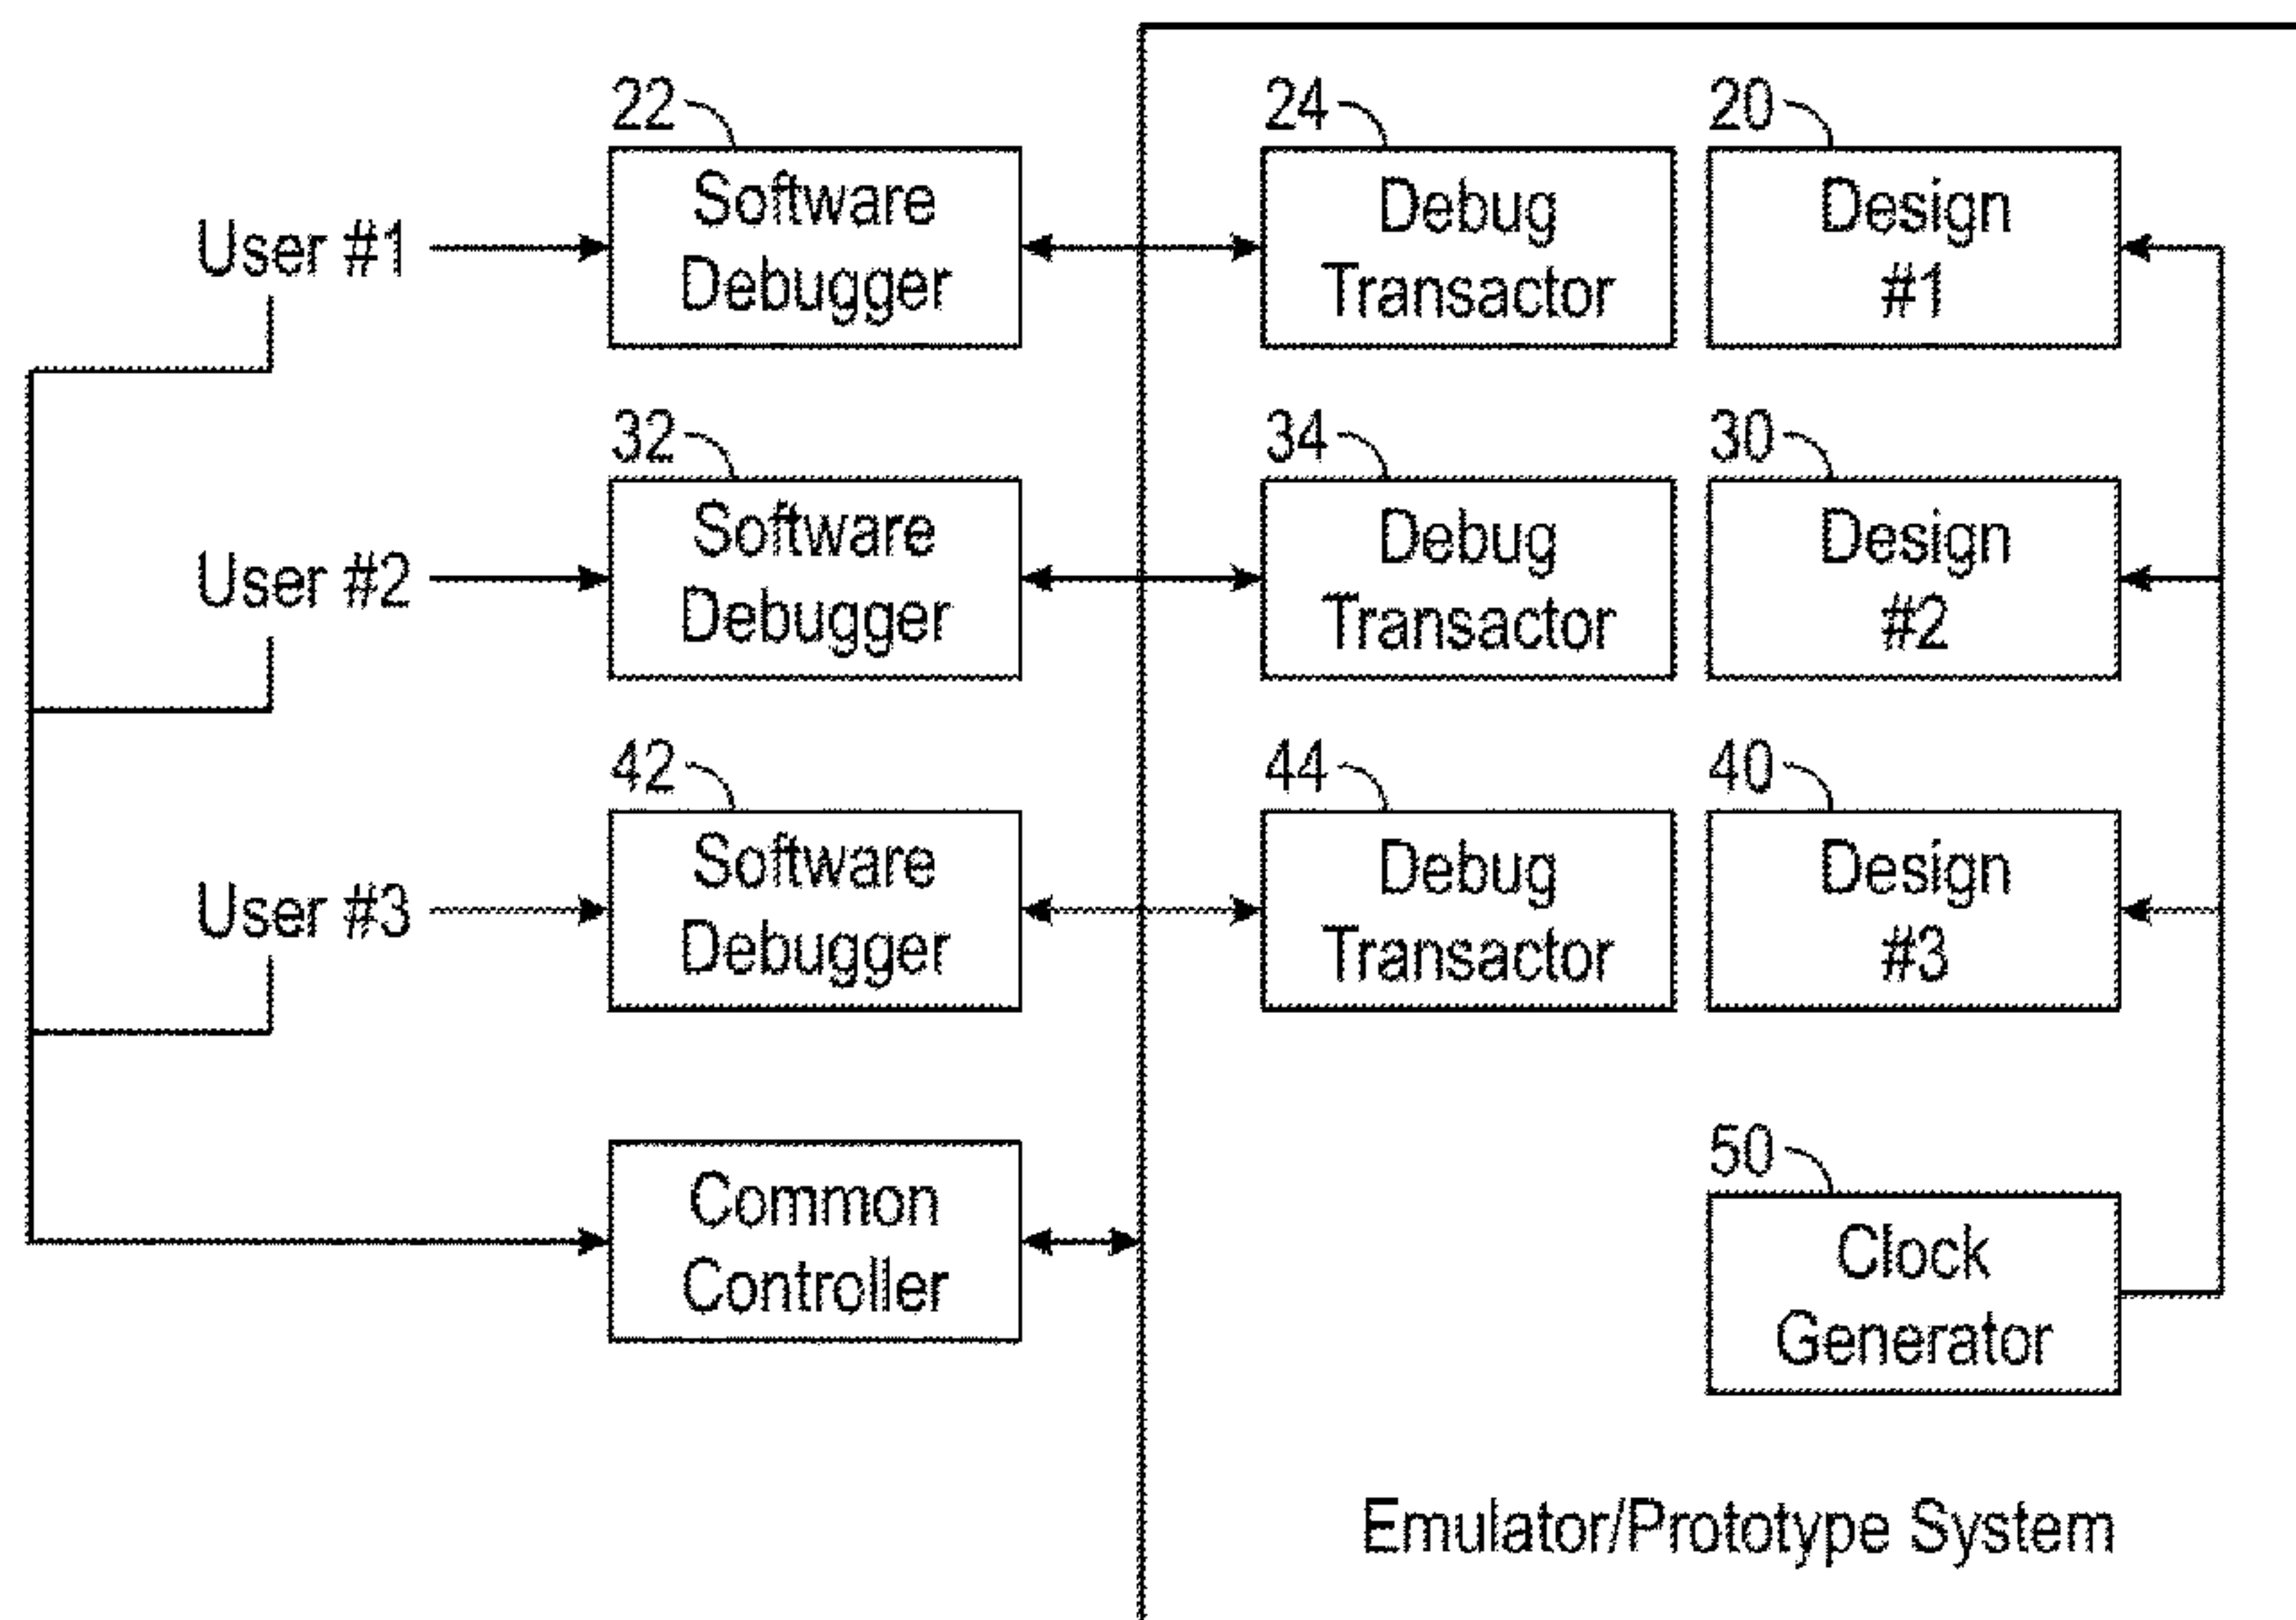 22
24
20
User #1
Software
Debugger
Debug
Transactor
Design
#1
32
34
30
User #2
Software
Debugger
Debug
Transactor
Design
#2
42
44
40
User #3
Software
Debugger
Debug
Transactor
Design
#3
Common
Controller
50
Clock
Generator
Emulator/Prototype System